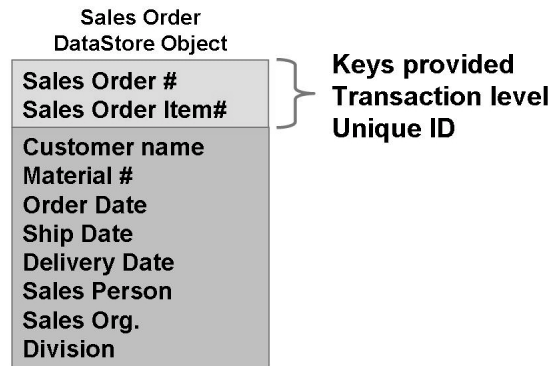 Sales Order
DataStore Object
Sales Order #
Sales Order Item#
Keys provided
Transaction level
Unique ID
Customer name
Material #
Order Date
Ship Date
Delivery Date
Sales Person
Sales Org.
Division